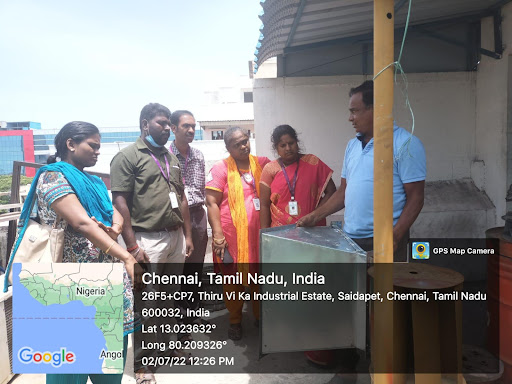 GPS Map Camera
Nigeria
Angol
Google
Chennai, Tamil Nadu, India
26F5+CP7, Thiru Vi Ka Industrial Estate, Saidapet, Chennai, Tamil Nadu
600032, India
Lat 13.023632°
Long 80.209326°
02/07/22 12:26 PM